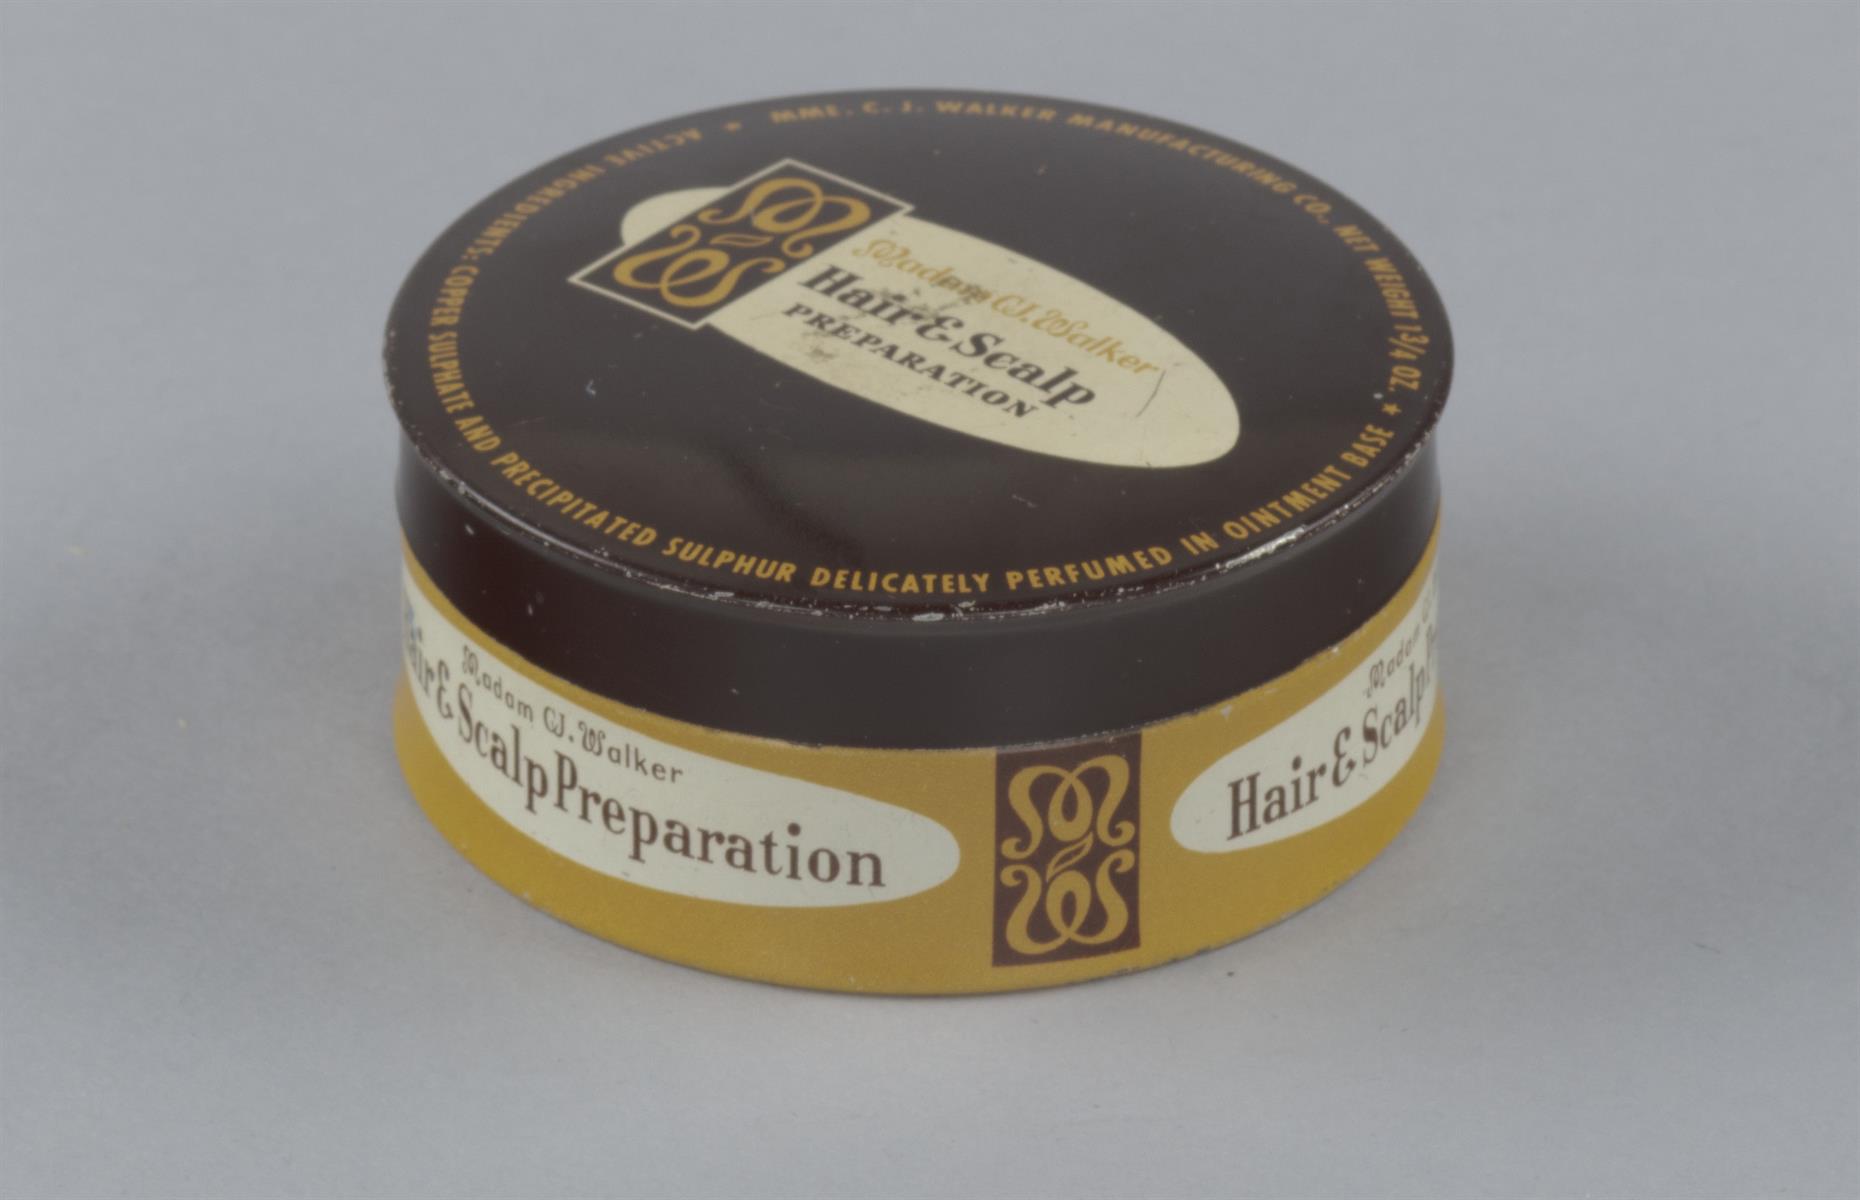 MME. C. J. WALKER MANUFACTURING CO., NET WEIGHT 1 3/4 OZ. ★
ACTIVE INGREDIENTS: COPPER SULPHATE AND PRECIPITATED SULPHUR DELICATELY PERFUMED IN OINTMENT BASE ★
Madam C.J. Walker
Hair & Scalp
PREPARATION
Madam C.J. Walker
Hair & Scalp Preparation
Madam
Hair & Scalp